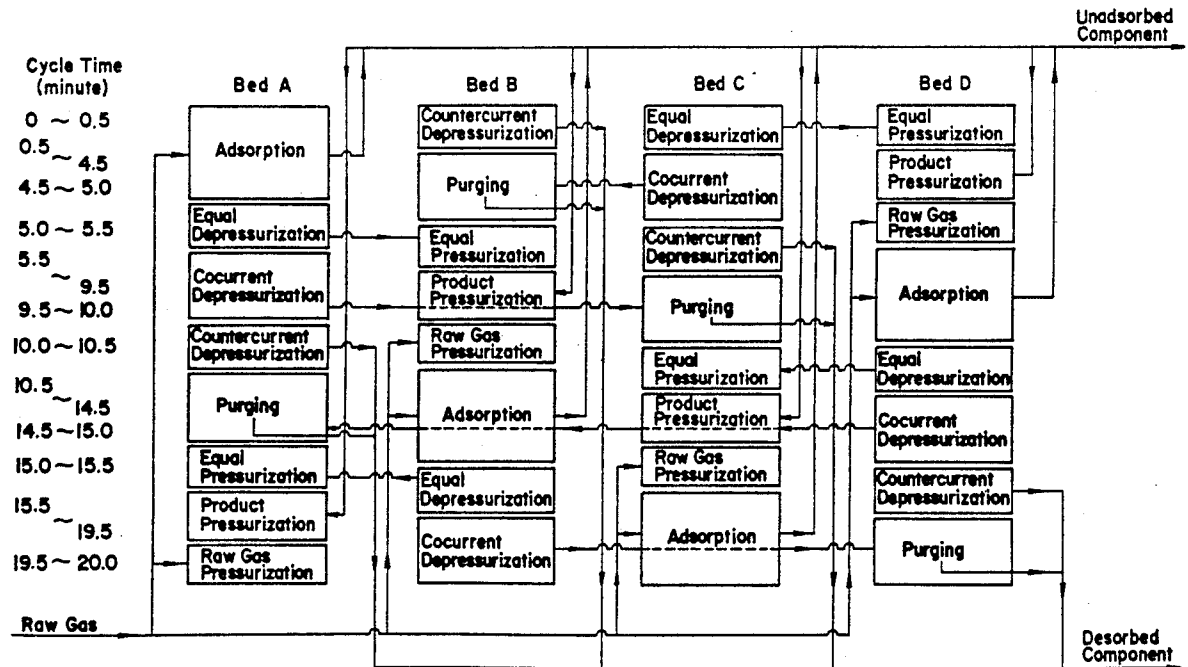 Unadsorbed
Component
Cycle Time
(minute)
Bed A
Bed B
Bed C
Bed D
0 ~ 0.5
0.5
~ 4.5
4.5 ~ 5.0
5.0 ~ 5.5
5.5
~ 9.5
9.5 ~ 10.0
10.0 ~ 10.5
10.5
~ 14.5
14.5 ~ 15.0
15.0 ~ 15.5
15.5
~ 19.5
19.5 ~ 20.0
Adsorption
Equal
Depressurization
Cocurrent
Depressurization
Countercurrent
Depressurization
Purging
Equal
Pressurization
Product
Pressurization
Raw Gas
Pressurization
Countercurrent
Depressurization
Purging
Equal
Pressurization
Product
Pressurization
Raw Gas
Pressurization
Adsorption
Equal
Depressurization
Cocurrent
Depressurization
Equal
Depressurization
Cocurrent
Depressurization
Countercurrent
Depressurization
Purging
Equal
Pressurization
Product
Pressurization
Raw Gas
Pressurization
Adsorption
Equal
Pressurization
Product
Pressurization
Raw Gas
Pressurization
Adsorption
Equal
Depressurization
Cocurrent
Depressurization
Countercurrent
Depressurization
Purging
Raw Gas
Desorbed
Component